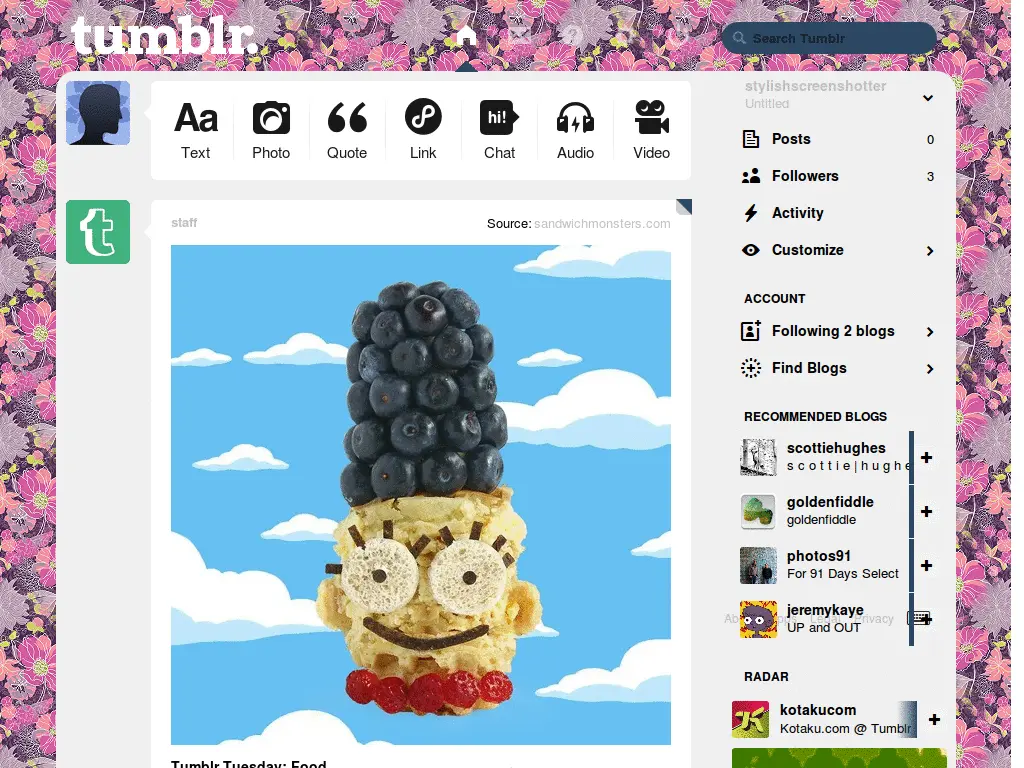 tumblr.
Search Tumblr
stylishscreenshotter
Untitled
Aa
hi!
Text
Photo
Quote
Link
Chat
Audio
Video
Posts 0
Followers 3
Activity
Customize
t
staff
Source: sandwichmonsters.com
ACCOUNT
Following 2 blogs
Find Blogs
RECOMMENDED BLOGS
scottiehughes
s c o t t i e | h u g h e
goldenfiddle
goldenfiddle
photos91
For 91 Days Select
jeremykaye
Legal Privacy
UP and OUT
RADAR
kotakucom
Kotaku.com @ Tumblr
Tumblr Tuesday: Food